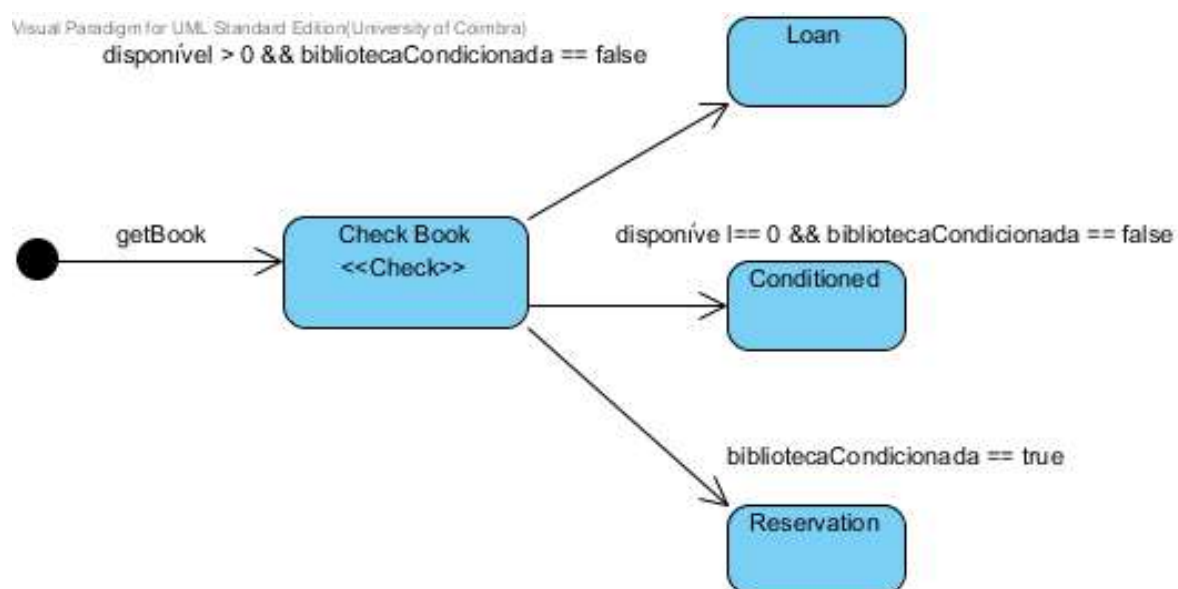 Visual Paradigm for UML Standard Edition(University of Coimbra)
disponível > 0 && bibliotecaCondicionada == false
Loan
getBook
Check Book
<<Check>>
disponíve l== 0 && bibliotecaCondicionada == false
Conditioned
bibliotecaCondicionada == true
Reservation